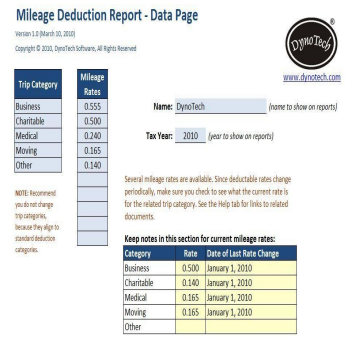 Mileage Deduction Report - Data Page
Version 1.0 (March 10, 2010)
Copyright © 2010, DynoTech Software, All Rights Reserved
DynoTech®
www.dynotech.com
Trip Category Mileage Rates
Business 0.555
Charitable 0.500
Medical 0.240
Moving 0.165
Other 0.140
Name: DynoTech (name to show on reports)
Tax Year: 2010 (year to show on reports)
NOTE: Recommend
you do not change
trip categories,
because they align to
standard deduction
categories.
Several mileage rates are available. Since deductable rates change
periodically, make sure you check to see what the current rate is
for the related trip category. See the Help tab for links to related
documents.
Keep notes in this section for current mileage rates:
Category Rate Date of Last Rate Change
Business 0.500 January 1, 2010
Charitable 0.140 January 1, 2010
Medical 0.165 January 1, 2010
Moving 0.165 January 1, 2010
Other